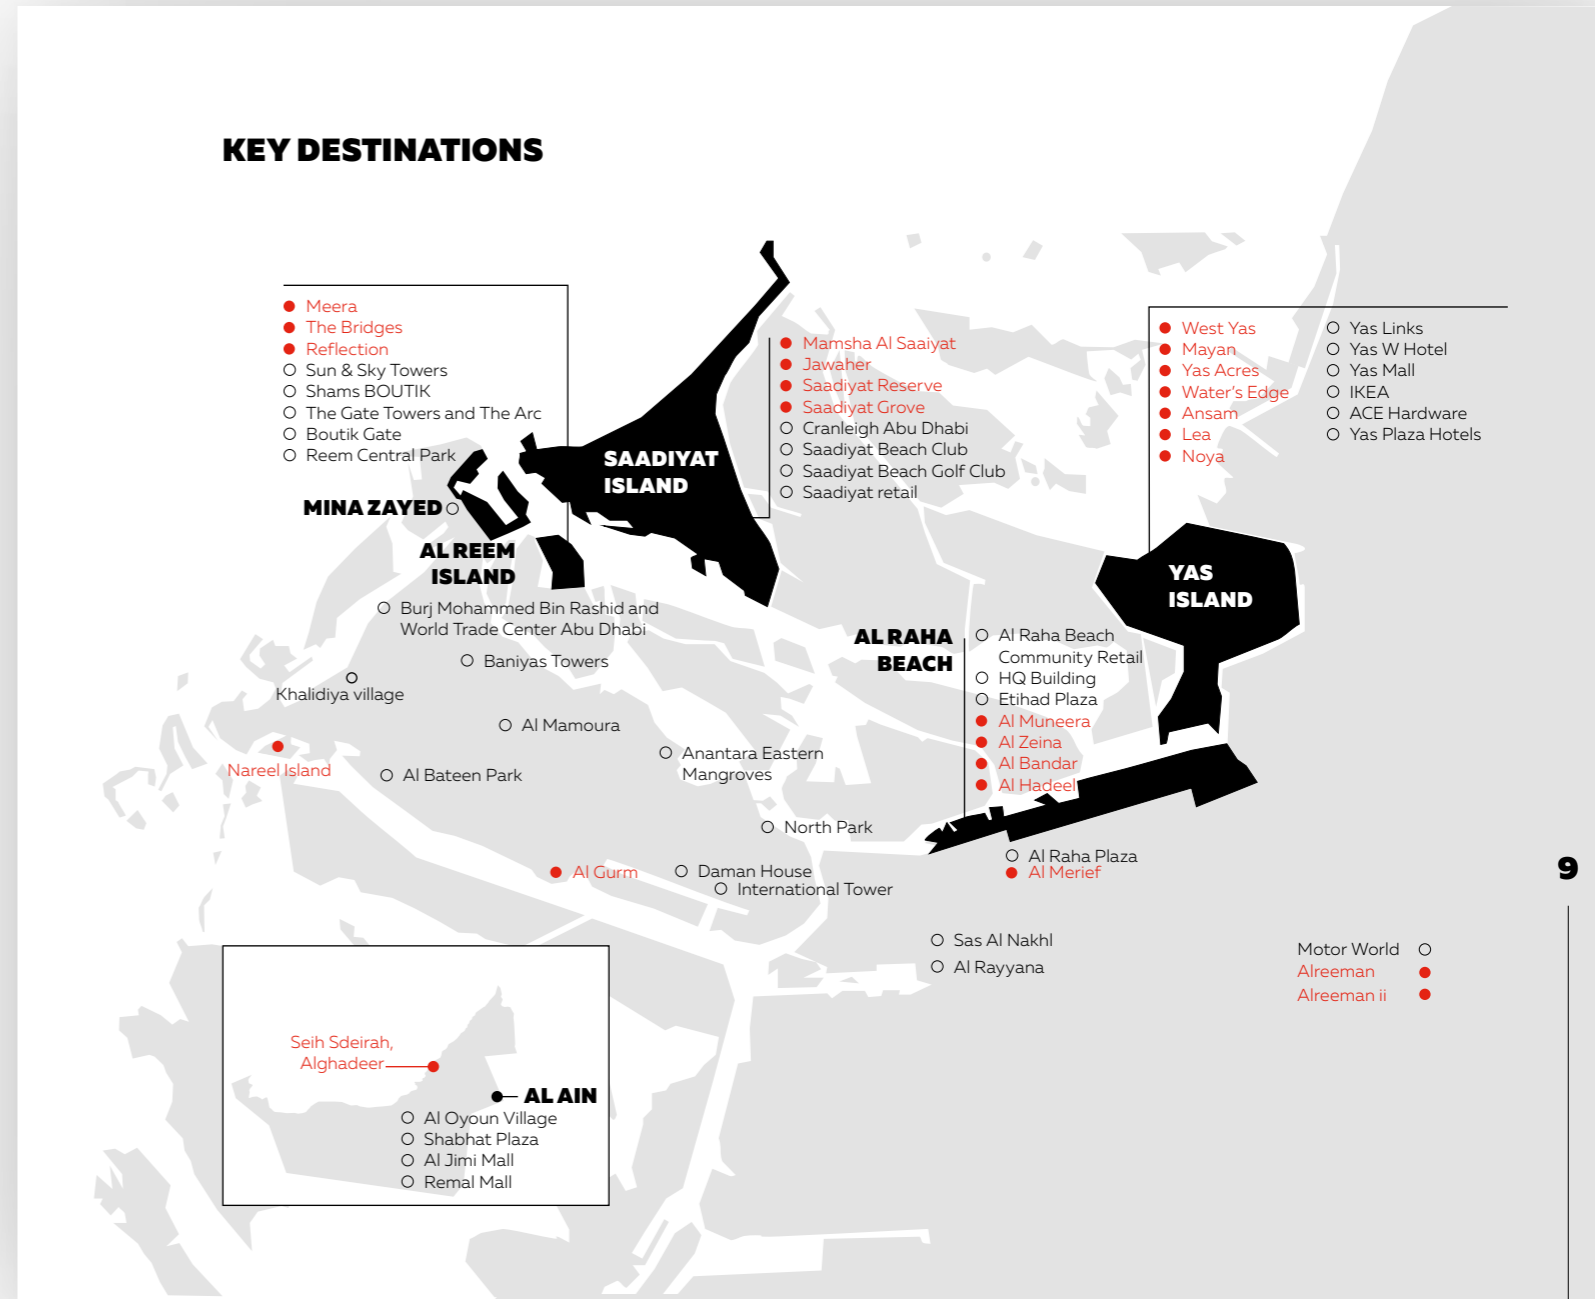 KEY DESTINATIONS
Meera
The Bridges
Reflection
Sun & Sky Towers
Shams BOUTIK
The Gate Towers and The Arc
Boutik Gate
Reem Central Park
MINA ZAYED
AL REEM
ISLAND
SAADIYAT
ISLAND
Mamsha Al Saaiyat
Jawaher
Saadiyat Reserve
Saadiyat Grove
Cranleigh Abu Dhabi
Saadiyat Beach Club
Saadiyat Beach Golf Club
Saadiyat retail
West Yas
Mayan
Yas Acres
Water's Edge
Ansam
Lea
Noya
Yas Links
Yas W Hotel
Yas Mall
IKEA
ACE Hardware
Yas Plaza Hotels
YAS
ISLAND
Burj Mohammed Bin Rashid and
World Trade Center Abu Dhabi
Baniyas Towers
Khalidiya village
Al Mamoura
Nareel Island
Al Bateen Park
Anantara Eastern
Mangroves
North Park
AL RAHA
BEACH
Al Raha Beach
Community Retail
HQ Building
Etihad Plaza
Al Muneera
Al Zeina
Al Bandar
Al Hadeel
Al Gurm
Daman House
International Tower
Al Raha Plaza
Al Merief
9
Sas Al Nakhl
Al Rayyana
Motor World
Alreeman
Alreeman ii
Seih Sdeirah,
Alghadeer
AL AIN
Al Oyoun Village
Shabhat Plaza
Al Jimi Mall
Remal Mall